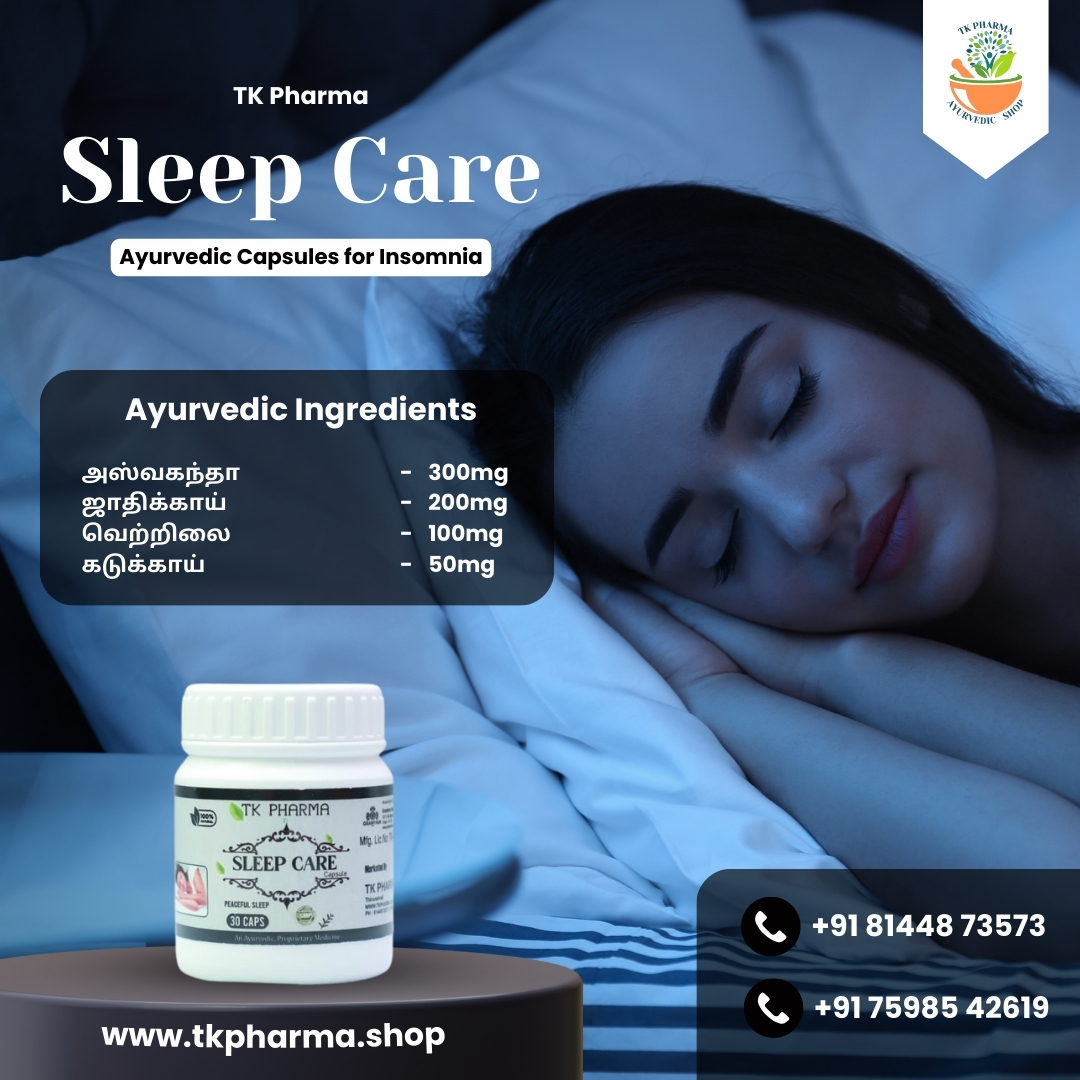 TK PHARMA
AYURVEDIC SHOP
TK Pharma
Sleep Care
Ayurvedic Capsules for Insomnia
Ayurvedic Ingredients
அஸ்வகந்தா - 300mg
ஜாதிக்காய் - 200mg
வெற்றிலை - 100mg
கடுக்காய் - 50mg
100%
TK PHARMA
Mfg. Lic No.
SLEEP CARE
Capsule
Marketed By
PEACEFUL SLEEP
30 CAPS
An Ayurvedic, Proprietary Medicine
+91 81448 73573
+91 75985 42619
www.tkpharma.shop